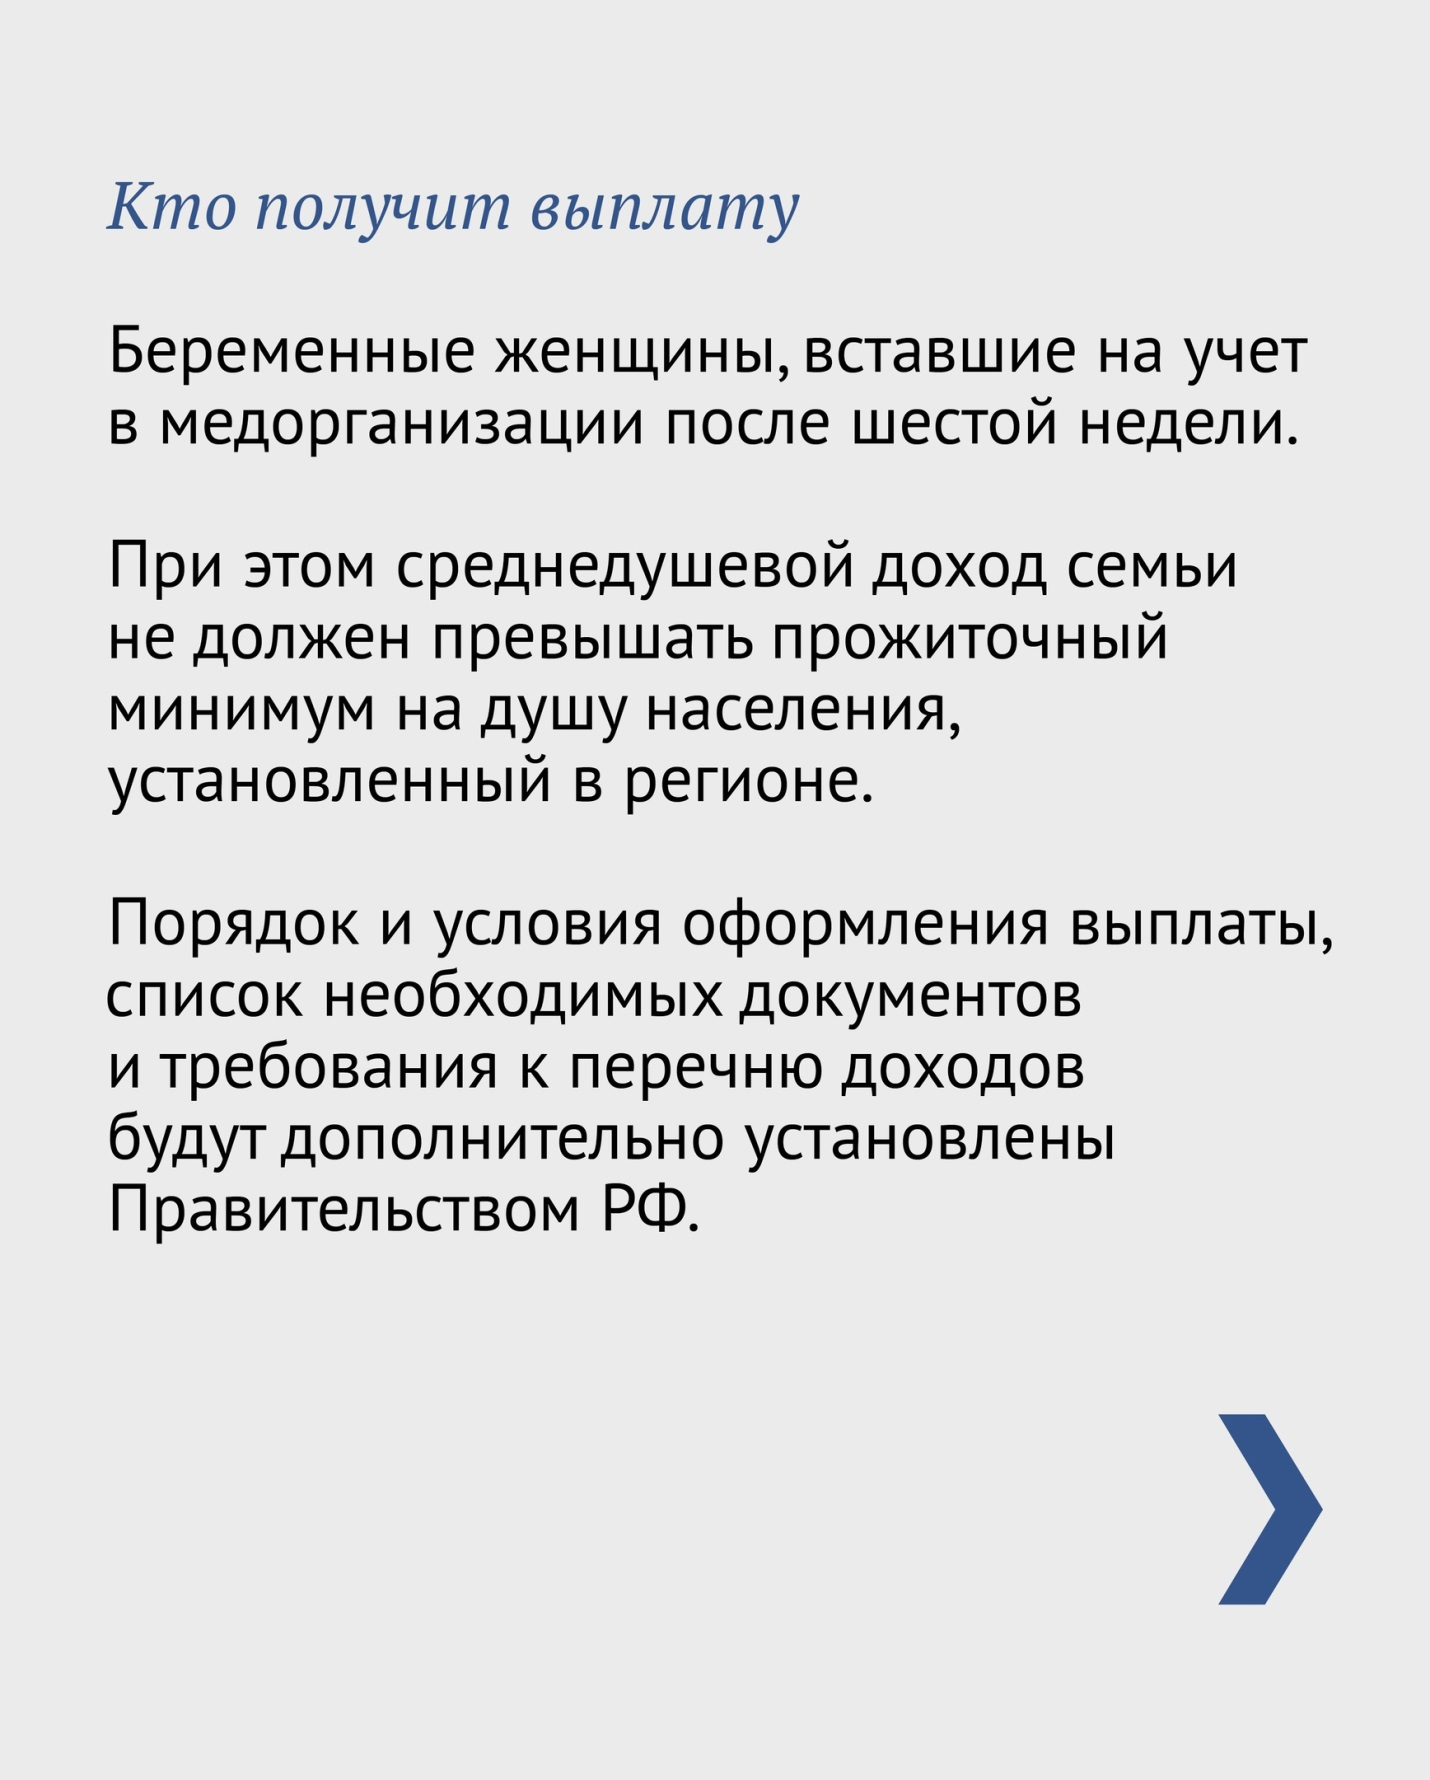 Кто получит выплату
Беременные женщины, вставшие на учет
в медорганизации после шестой недели.
При этом среднедушевой доход семьи
не должен превышать прожиточный
минимум на душу населения,
установленный в регионе.
Порядок и условия оформления выплаты,
список необходимых документов
и требования к перечню доходов
будут дополнительно установлены
Правительством РФ.